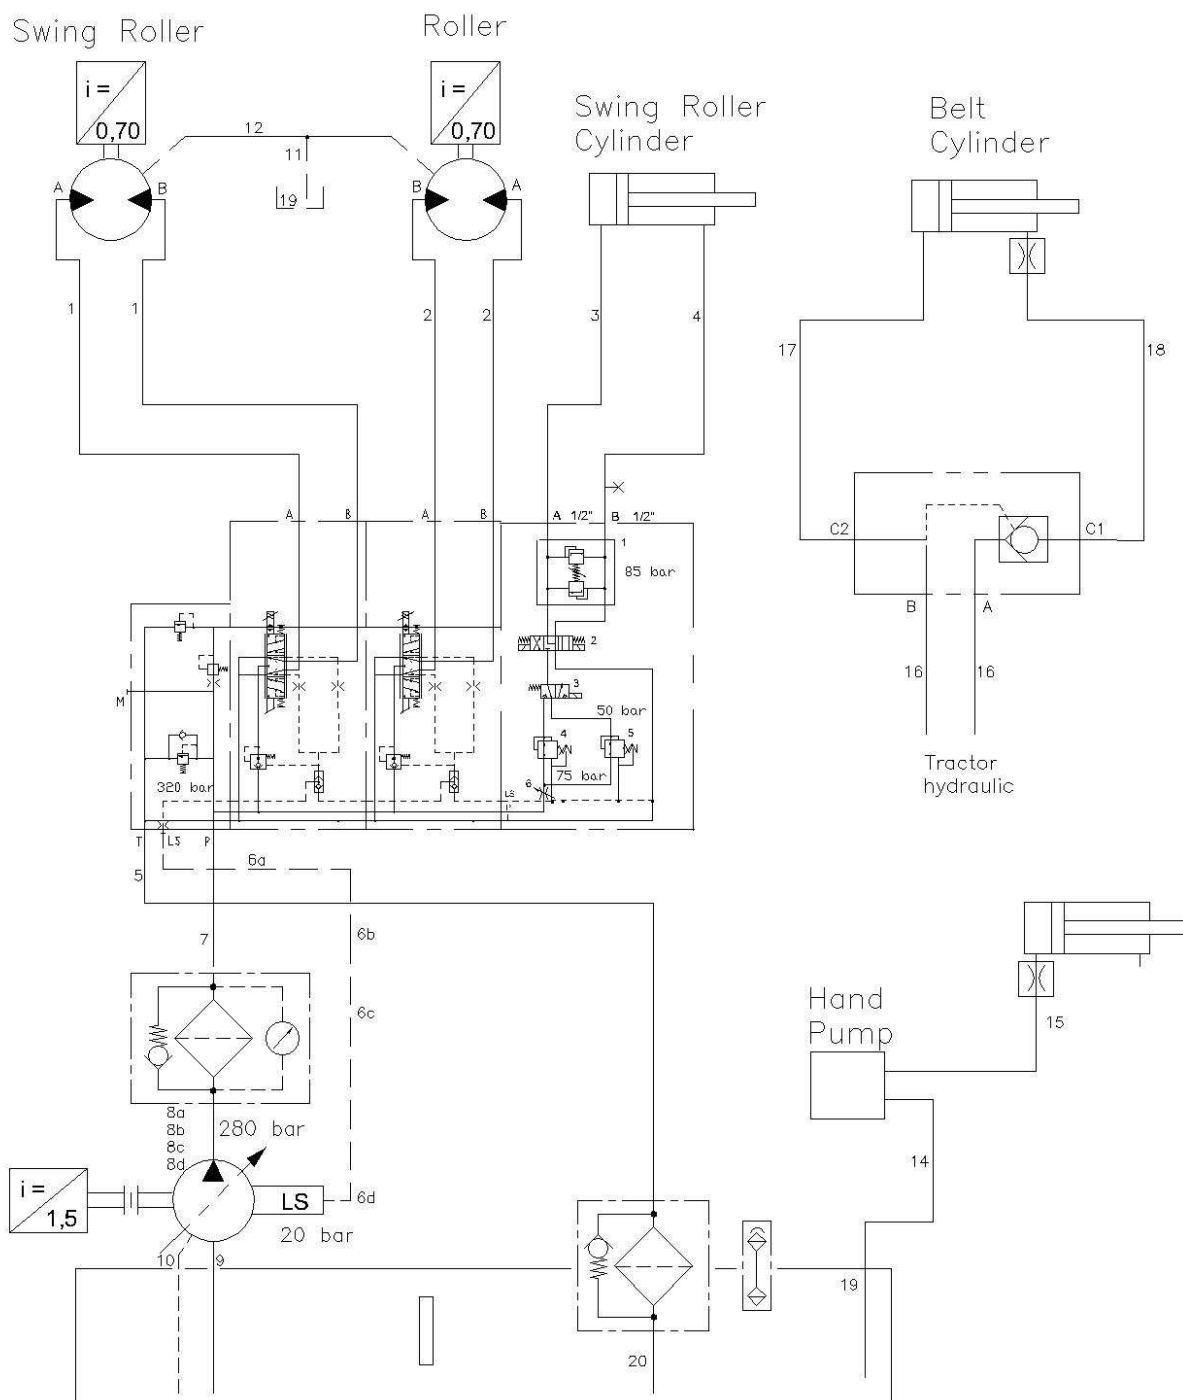 Swing Roller
Roller
i =
0,70
i =
0,70
Swing Roller
Cylinder
Belt
Cylinder
12
11
19
A
B
B
A
1
1
2
2
3
4
17
18
A
B
A
B
A
1/2"
B
1/2"
C2
C1
1
85 bar
B
A
2
16
16
3
M
50 bar
4
5
Tractor
hydraulic
75 bar
320 bar
6
LS
T
LS
P
6a
5
7
6b
6c
Hand
Pump
15
8a
8b
8c
8d
280 bar
14
i =
1,5
LS
6d
20 bar
10
9
19
20